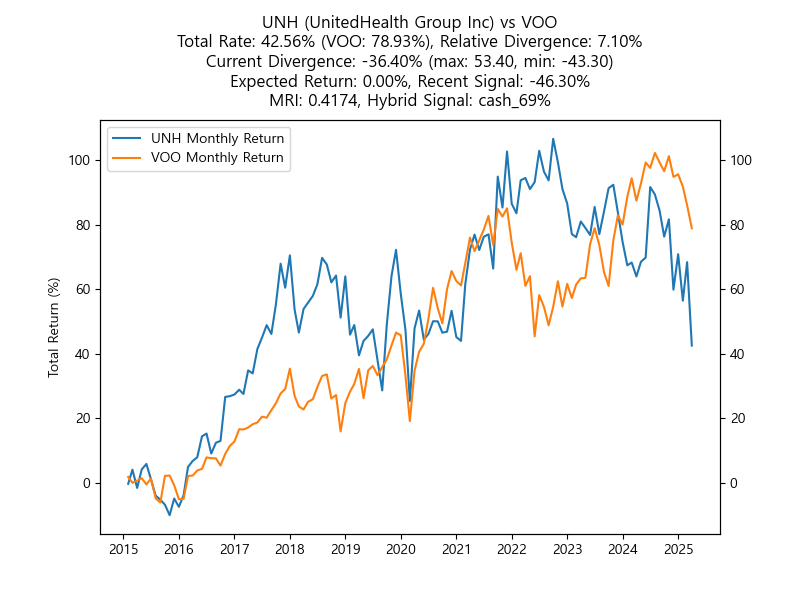 UNH (UnitedHealth Group Inc) vs VOO
Total Rate: 42.56% (VOO: 78.93%), Relative Divergence: 7.10%
Current Divergence: -36.40% (max: 53.40, min: -43.30)
Expected Return: 0.00%, Recent Signal: -46.30%
MRI: 0.4174, Hybrid Signal: cash_69%
UNH Monthly Return
VOO Monthly Return
Total Return (%)
100
80
60
40
20
0
100
80
60
40
20
0
2015 2016 2017 2018 2019 2020 2021 2022 2023 2024 2025